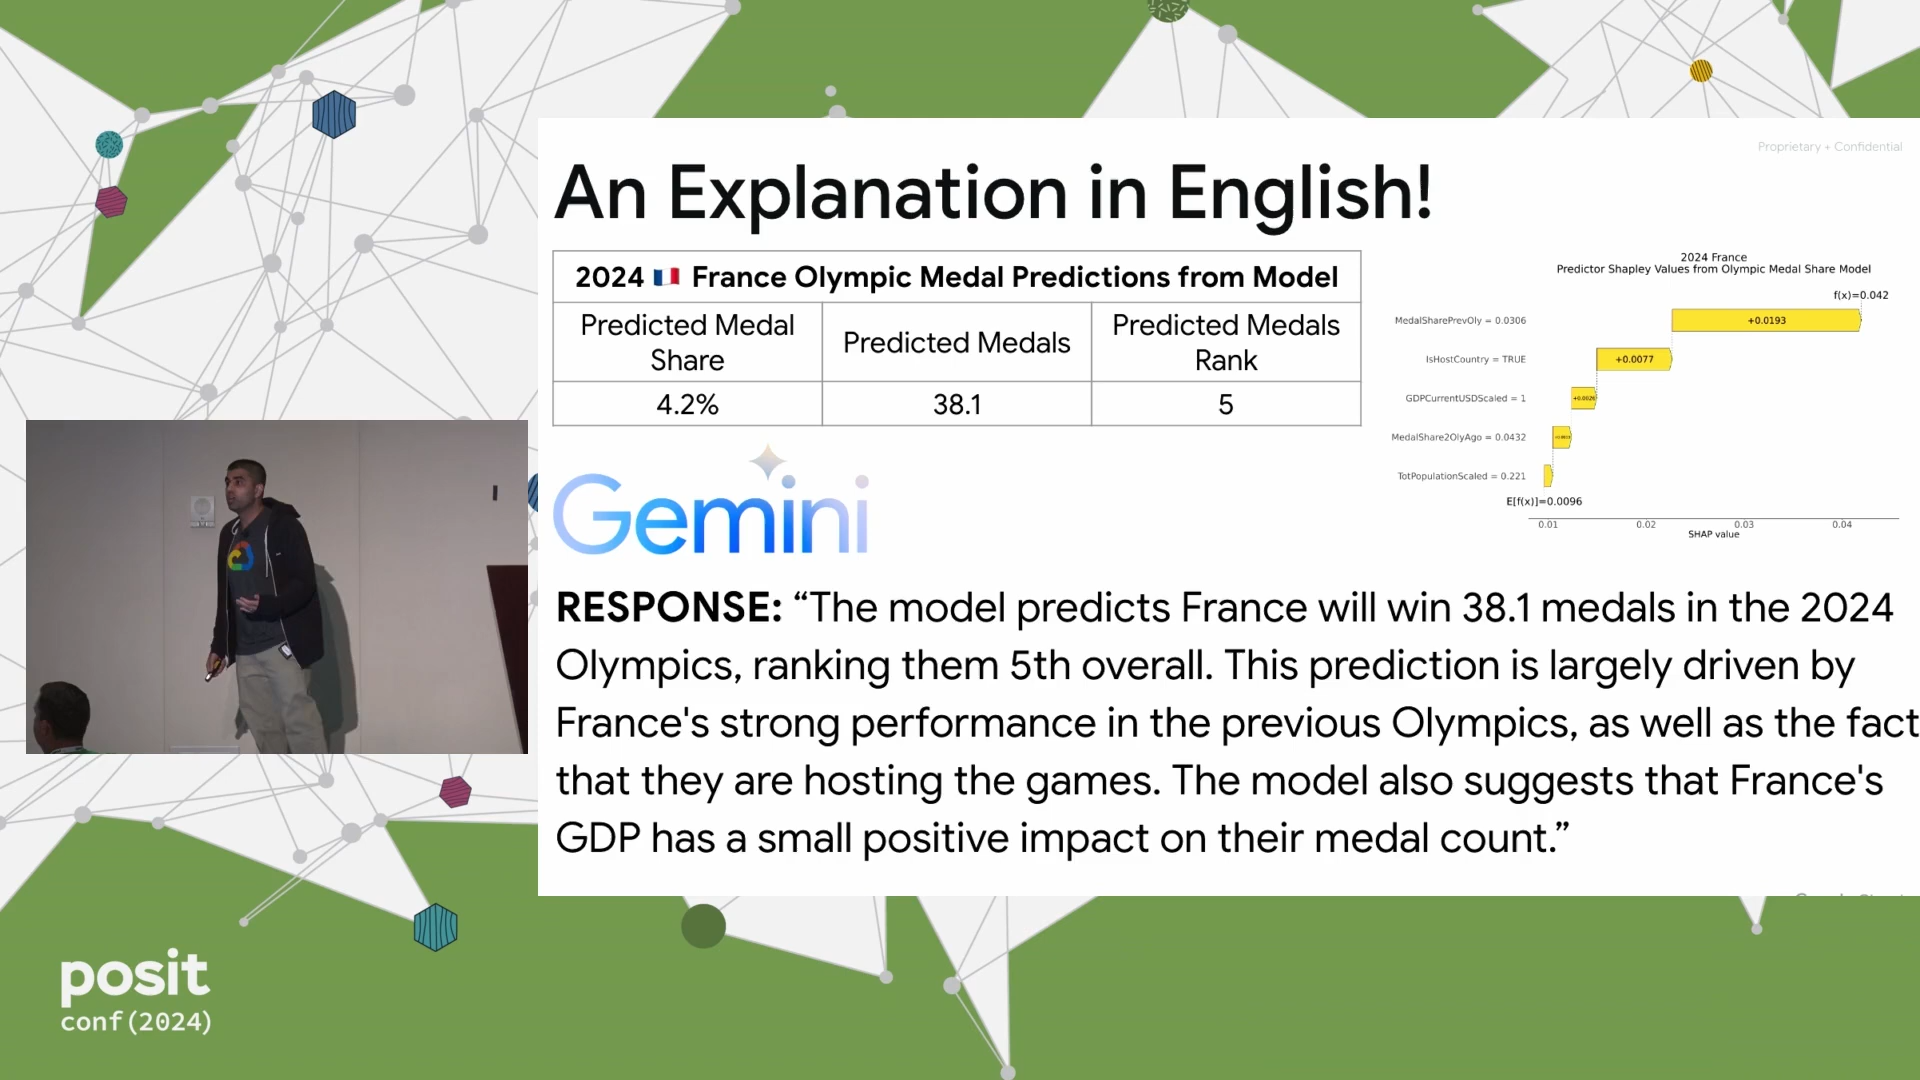 Proprietary + Confidential
An Explanation in English!
2024 France Olympic Medal Predictions from Model
Predicted Medal
Share
Predicted Medals
Predicted Medals
Rank
4.2%
38.1
5
2024 France
Predictor Shapley Values from Olympic Medal Share Model
f(x)=0.042
MedalSharePrevOly = 0.0306
+0.0193
IsHostCountry = TRUE
+0.0077
GDPCurrentUSDScaled = 1
MedalShare2OlyAgo = 0.0432
TotPopulationScaled = 0.221
E[f(x)]=0.0096
0.01 0.02 0.03 0.04
SHAP value
Gemini
RESPONSE: “The model predicts France will win 38.1 medals in the 2024
Olympics, ranking them 5th overall. This prediction is largely driven by
France's strong performance in the previous Olympics, as well as the fact
that they are hosting the games. The model also suggests that France's
GDP has a small positive impact on their medal count.”
posit
conf(2024)